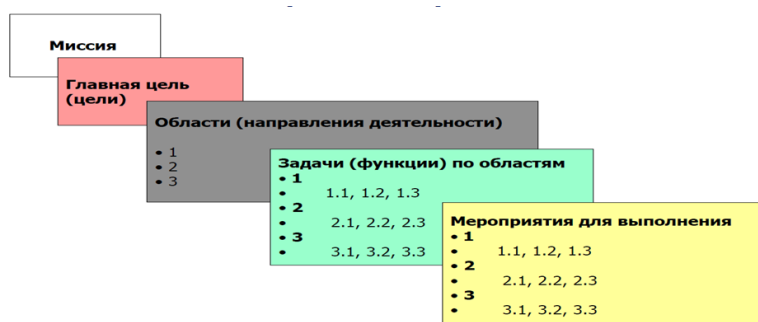 Миссия
Главная цель
(цели)
Области (направления деятельности)
• 1
• 2
• 3
Задачи (функции) по областям
• 1
• 1.1, 1.2, 1.3
• 2
• 2.1, 2.2, 2.3
• 3
• 3.1, 3.2, 3.3
Мероприятия для выполнения
• 1
• 1.1, 1.2, 1.3
• 2
• 2.1, 2.2, 2.3
• 3
• 3.1, 3.2, 3.3